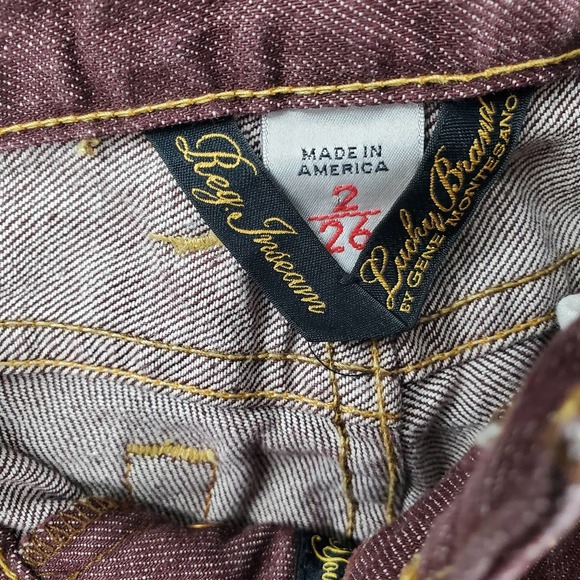 Reg Inseam
MADE IN
AMERICA
2/26
Lucky Brand
BY GENE MONTESANO